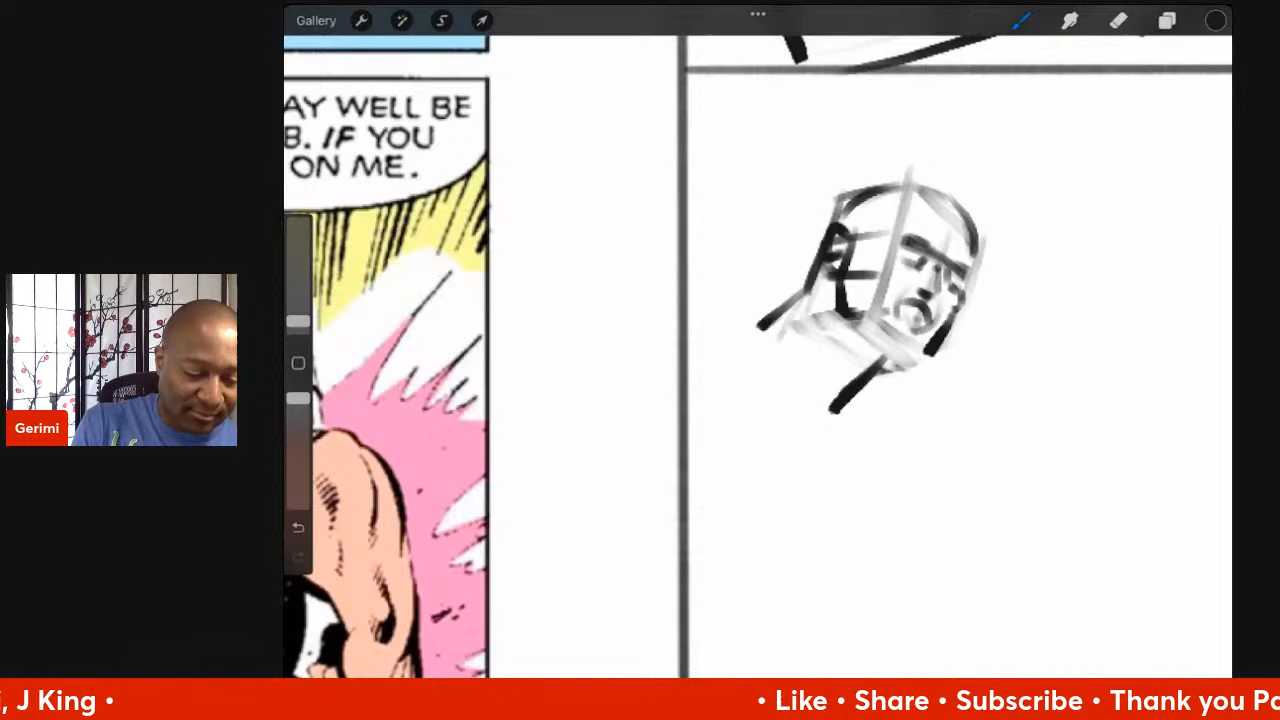 Gallery
AY WELL BE
B. IF YOU
ON ME.
Gerimi
i, J King •
• Like • Share • Subscribe • Thank you Pa